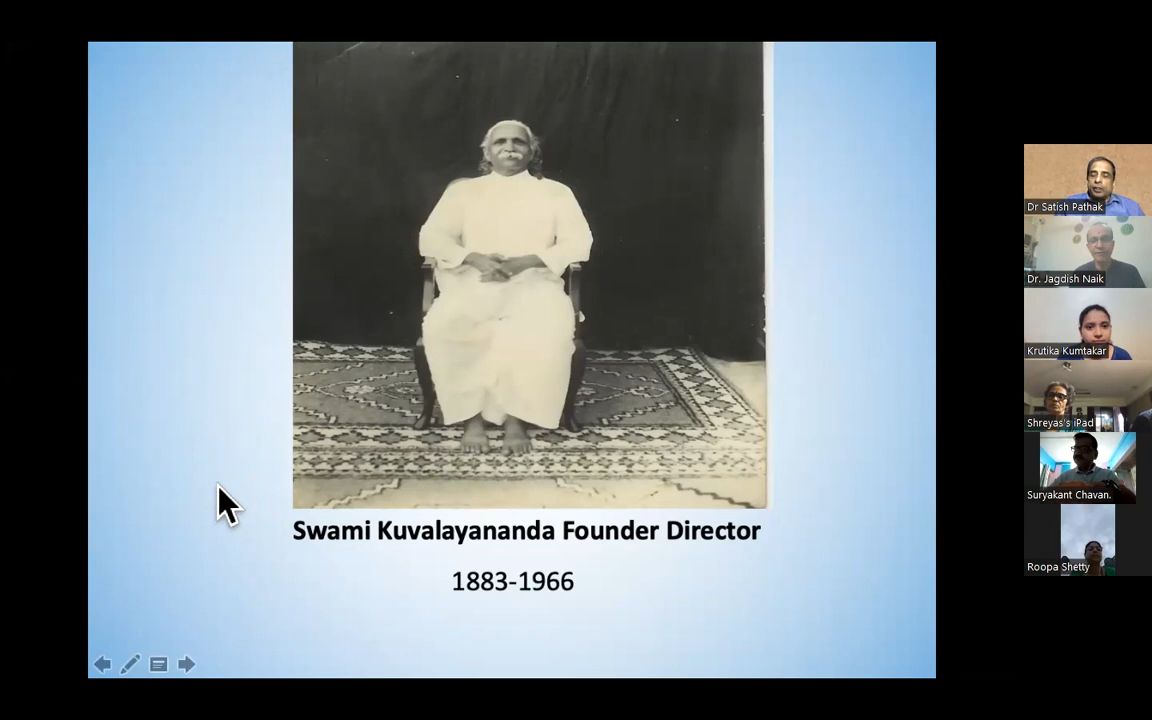 Swami Kuvalayananda Founder Director
1883-1966
Dr Satish Pathak
Dr. Jagdish Naik
Krutika Kumtakar
Shreyas's iPad
Suryakant Chavan.
Roopa Shetty